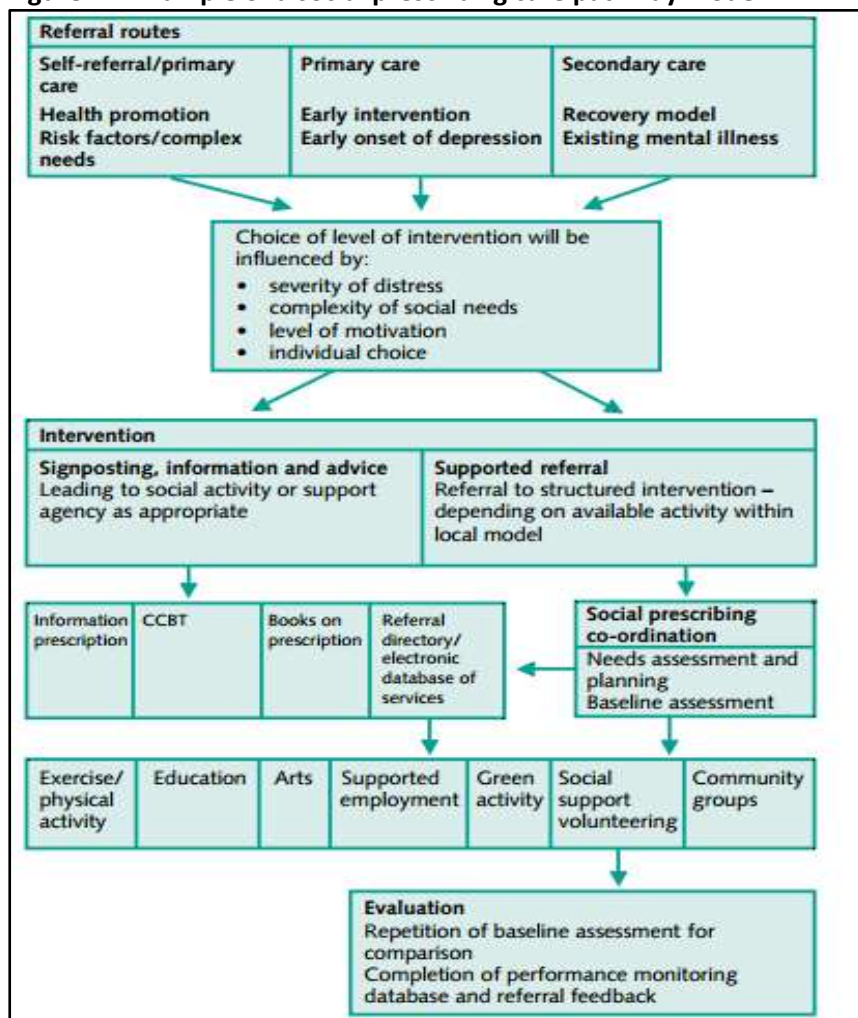 Referral routes
Self-referral/primary
care
Health promotion
Risk factors/complex
needs
Primary care
Early intervention
Early onset of depression
Secondary care
Recovery model
Existing mental illness
Choice of level of intervention will be
influenced by:
• severity of distress
• complexity of social needs
• level of motivation
• individual choice
Intervention
Signposting, information and advice
Leading to social activity or support
agency as appropriate
Supported referral
Referral to structured intervention –
depending on available activity within
local model
Information
prescription
CCBT
Books on
prescription
Referral
directory/
electronic
database of
services
Social prescribing
co-ordination
Needs assessment and
planning
Baseline assessment
Exercise/
physical
activity
Education
Arts
Supported
employment
Green
activity
Social
support
volunteering
Community
groups
Evaluation
Repetition of baseline assessment for
comparison
Completion of performance monitoring
database and referral feedback